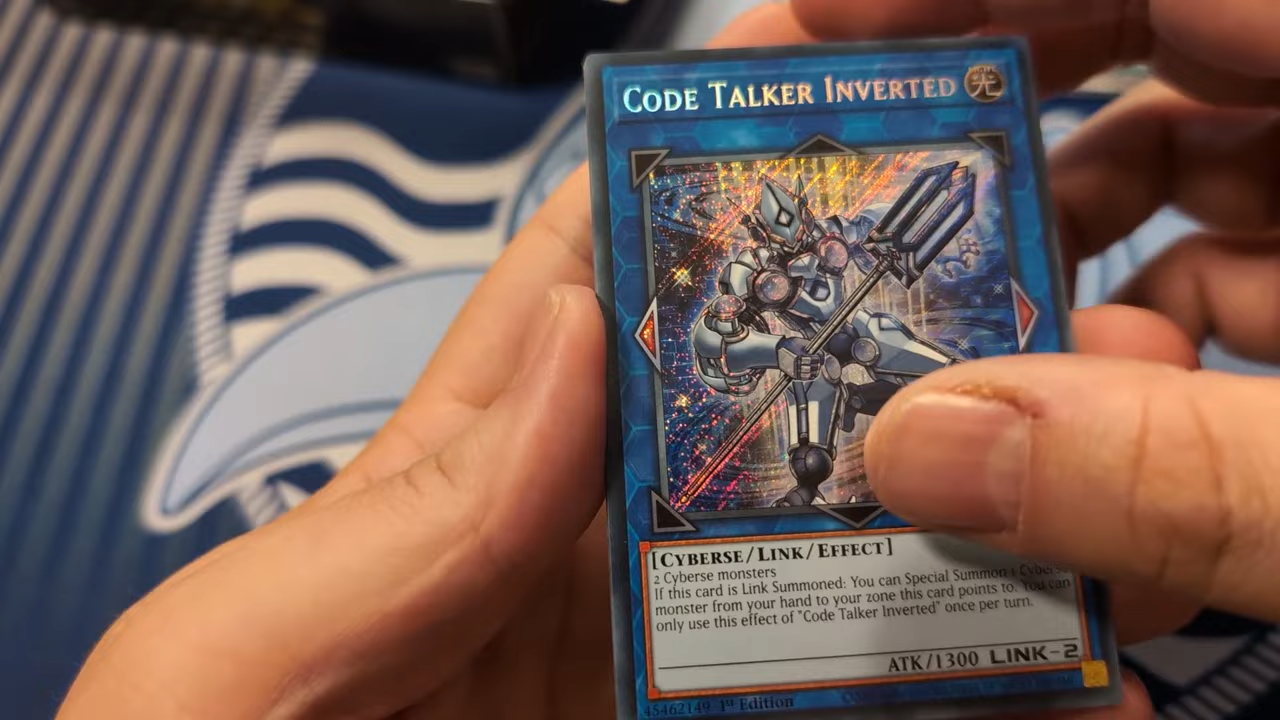 CODE TALKER INVERTED
光
[CYBERSE/LINK/EFFECT]
2 Cyberse monsters
If this card is Link Summoned: You can Special Summon 1 Cyberse
monster from your hand to your zone this card points to. You can
only use this effect of "Code Talker Inverted" once per turn.
ATK/1300 LINK-2
45462149 1st Edition